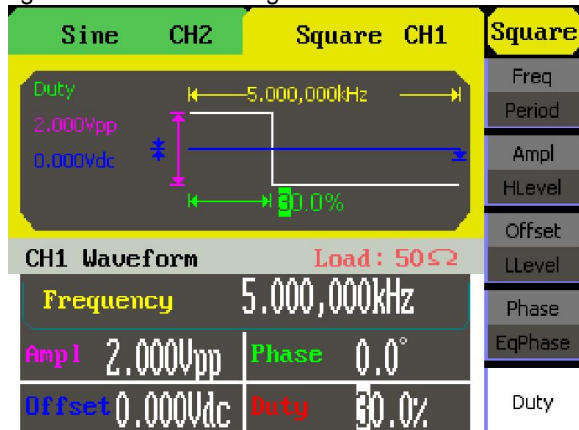 Sine CH2 Square CH1 Square
Duty
5.000,000kHz
2.000Vpp
0.000Vdc
30.0%
CH1 Waveform Load: 50Ω
Frequency 5.000,000kHz
Ampl 2.000Vpp Phase 0.0°
Offset 0.000Vdc Duty 30.0%
Freq
Period
Ampl
HLevel
Offset
LLevel
Phase
EqPhase
Duty